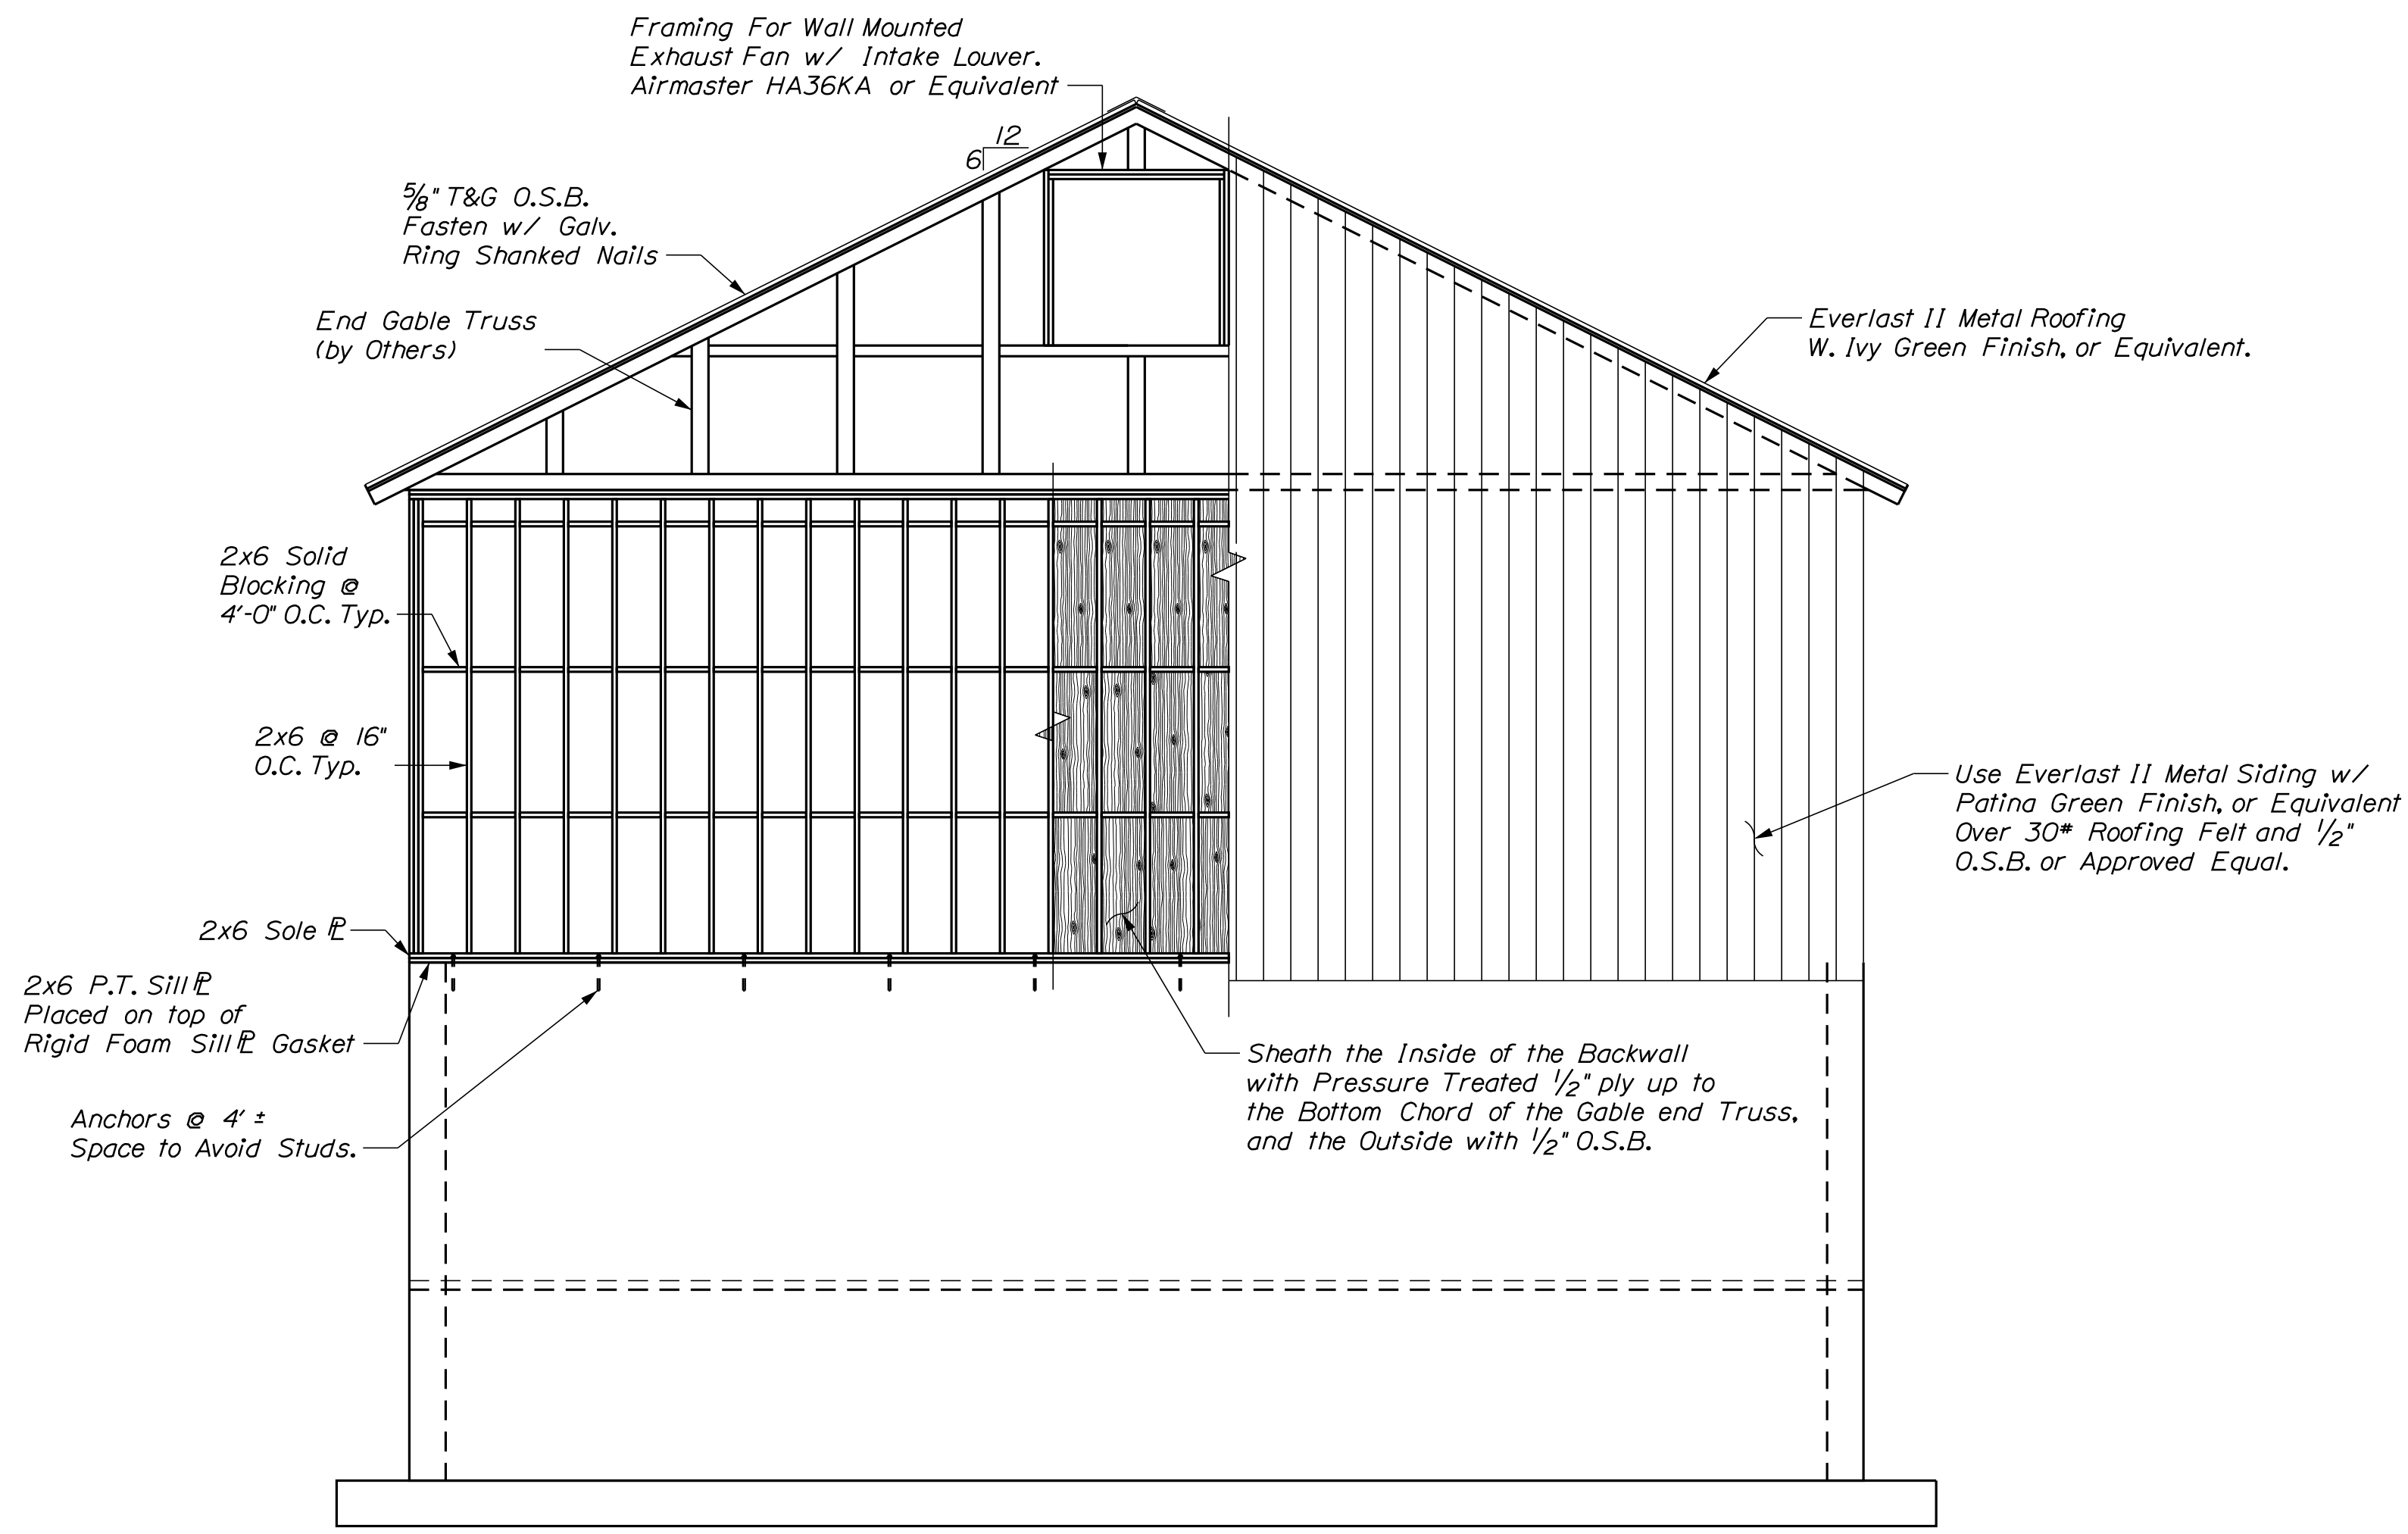 Framing For Wall Mounted
Exhaust Fan w/ Intake Louver.
Airmaster HA36KA or Equivalent
12
6
5/8" T&G O.S.B.
Fasten w/ Galv.
Ring Shanked Nails
End Gable Truss
(by Others)
Everlast II Metal Roofing
W. Ivy Green Finish, or Equivalent.
2x6 Solid
Blocking @
4'-0" O.C. Typ.
2x6 @ 16"
O.C. Typ.
Use Everlast II Metal Siding w/
Patina Green Finish, or Equivalent
Over 30# Roofing Felt and 1/2"
O.S.B. or Approved Equal.
2x6 Sole PL
2x6 P.T. Sill PL
Placed on top of
Rigid Foam Sill PL Gasket
Anchors @ 4' ±
Space to Avoid Studs.
Sheath the Inside of the Backwall
with Pressure Treated 1/2" ply up to
the Bottom Chord of the Gable end Truss,
and the Outside with 1/2" O.S.B.